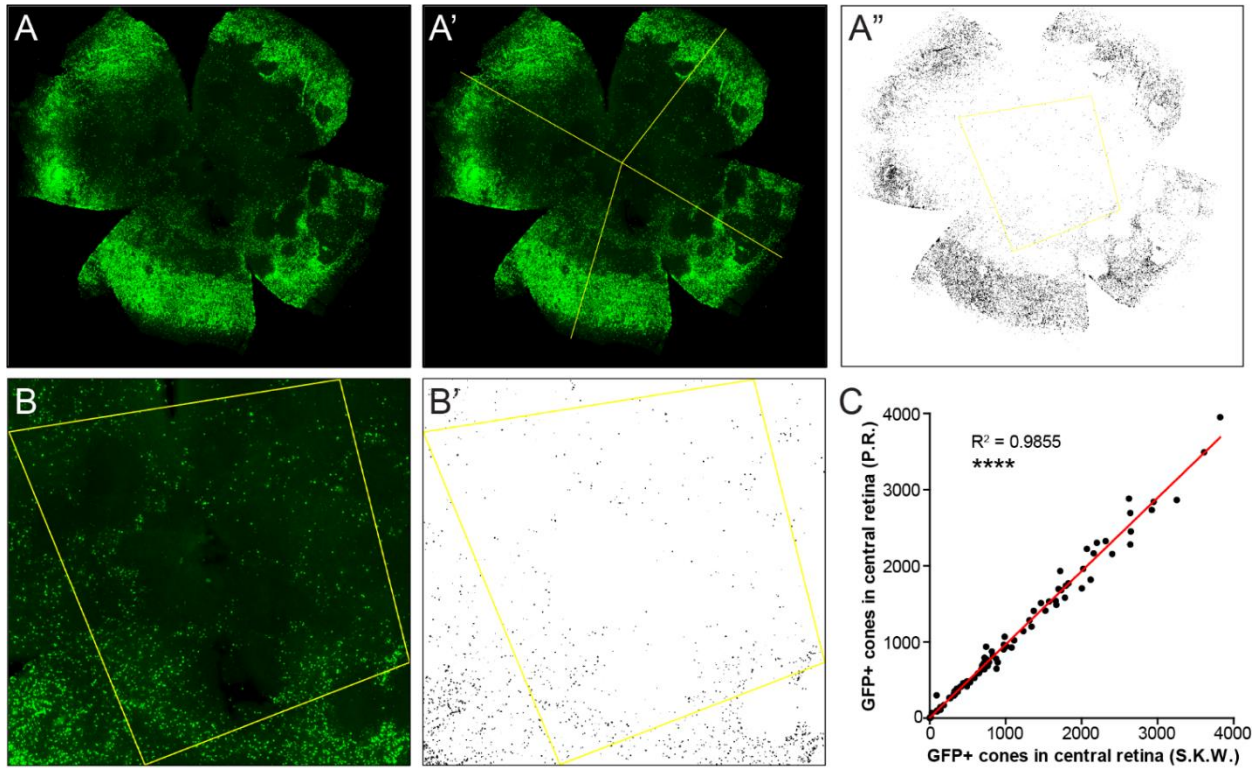 A
A'
A"
B
B'
C
4000
3000
2000
1000
0
R² = 0.9855
****
GFP+ cones in central retina (P.R.)
0
1000
2000
3000
4000
GFP+ cones in central retina (S.K.W.)